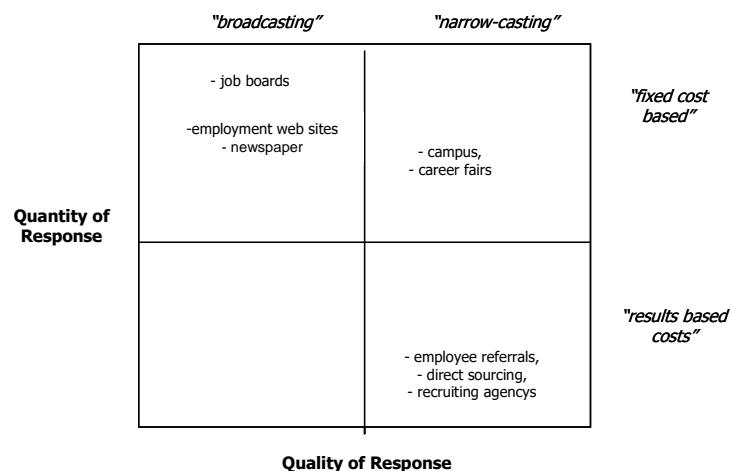 “broadcasting”
“narrow-casting”
- job boards
-employment web sites
- newspaper
“fixed cost
based”
- campus,
- career fairs
Quantity of
Response
“results based
costs”
- employee referrals,
- direct sourcing,
- recruiting agencys
Quality of Response